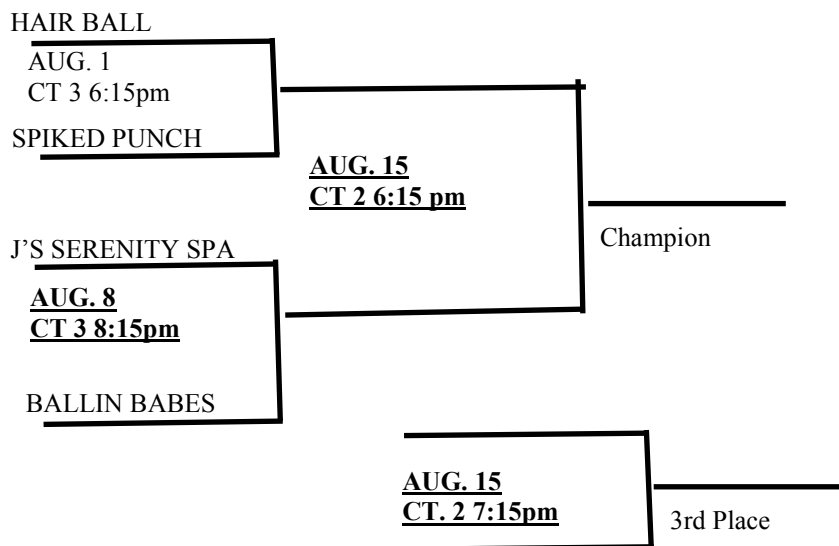 HAIR BALL
AUG. 1
CT 3 6:15pm
SPIKED PUNCH
AUG. 15
CT 2 6:15 pm
Champion
J'S SERENITY SPA
AUG. 8
CT 3 8:15pm
BALLIN BABES
AUG. 15
CT. 2 7:15pm
3rd Place